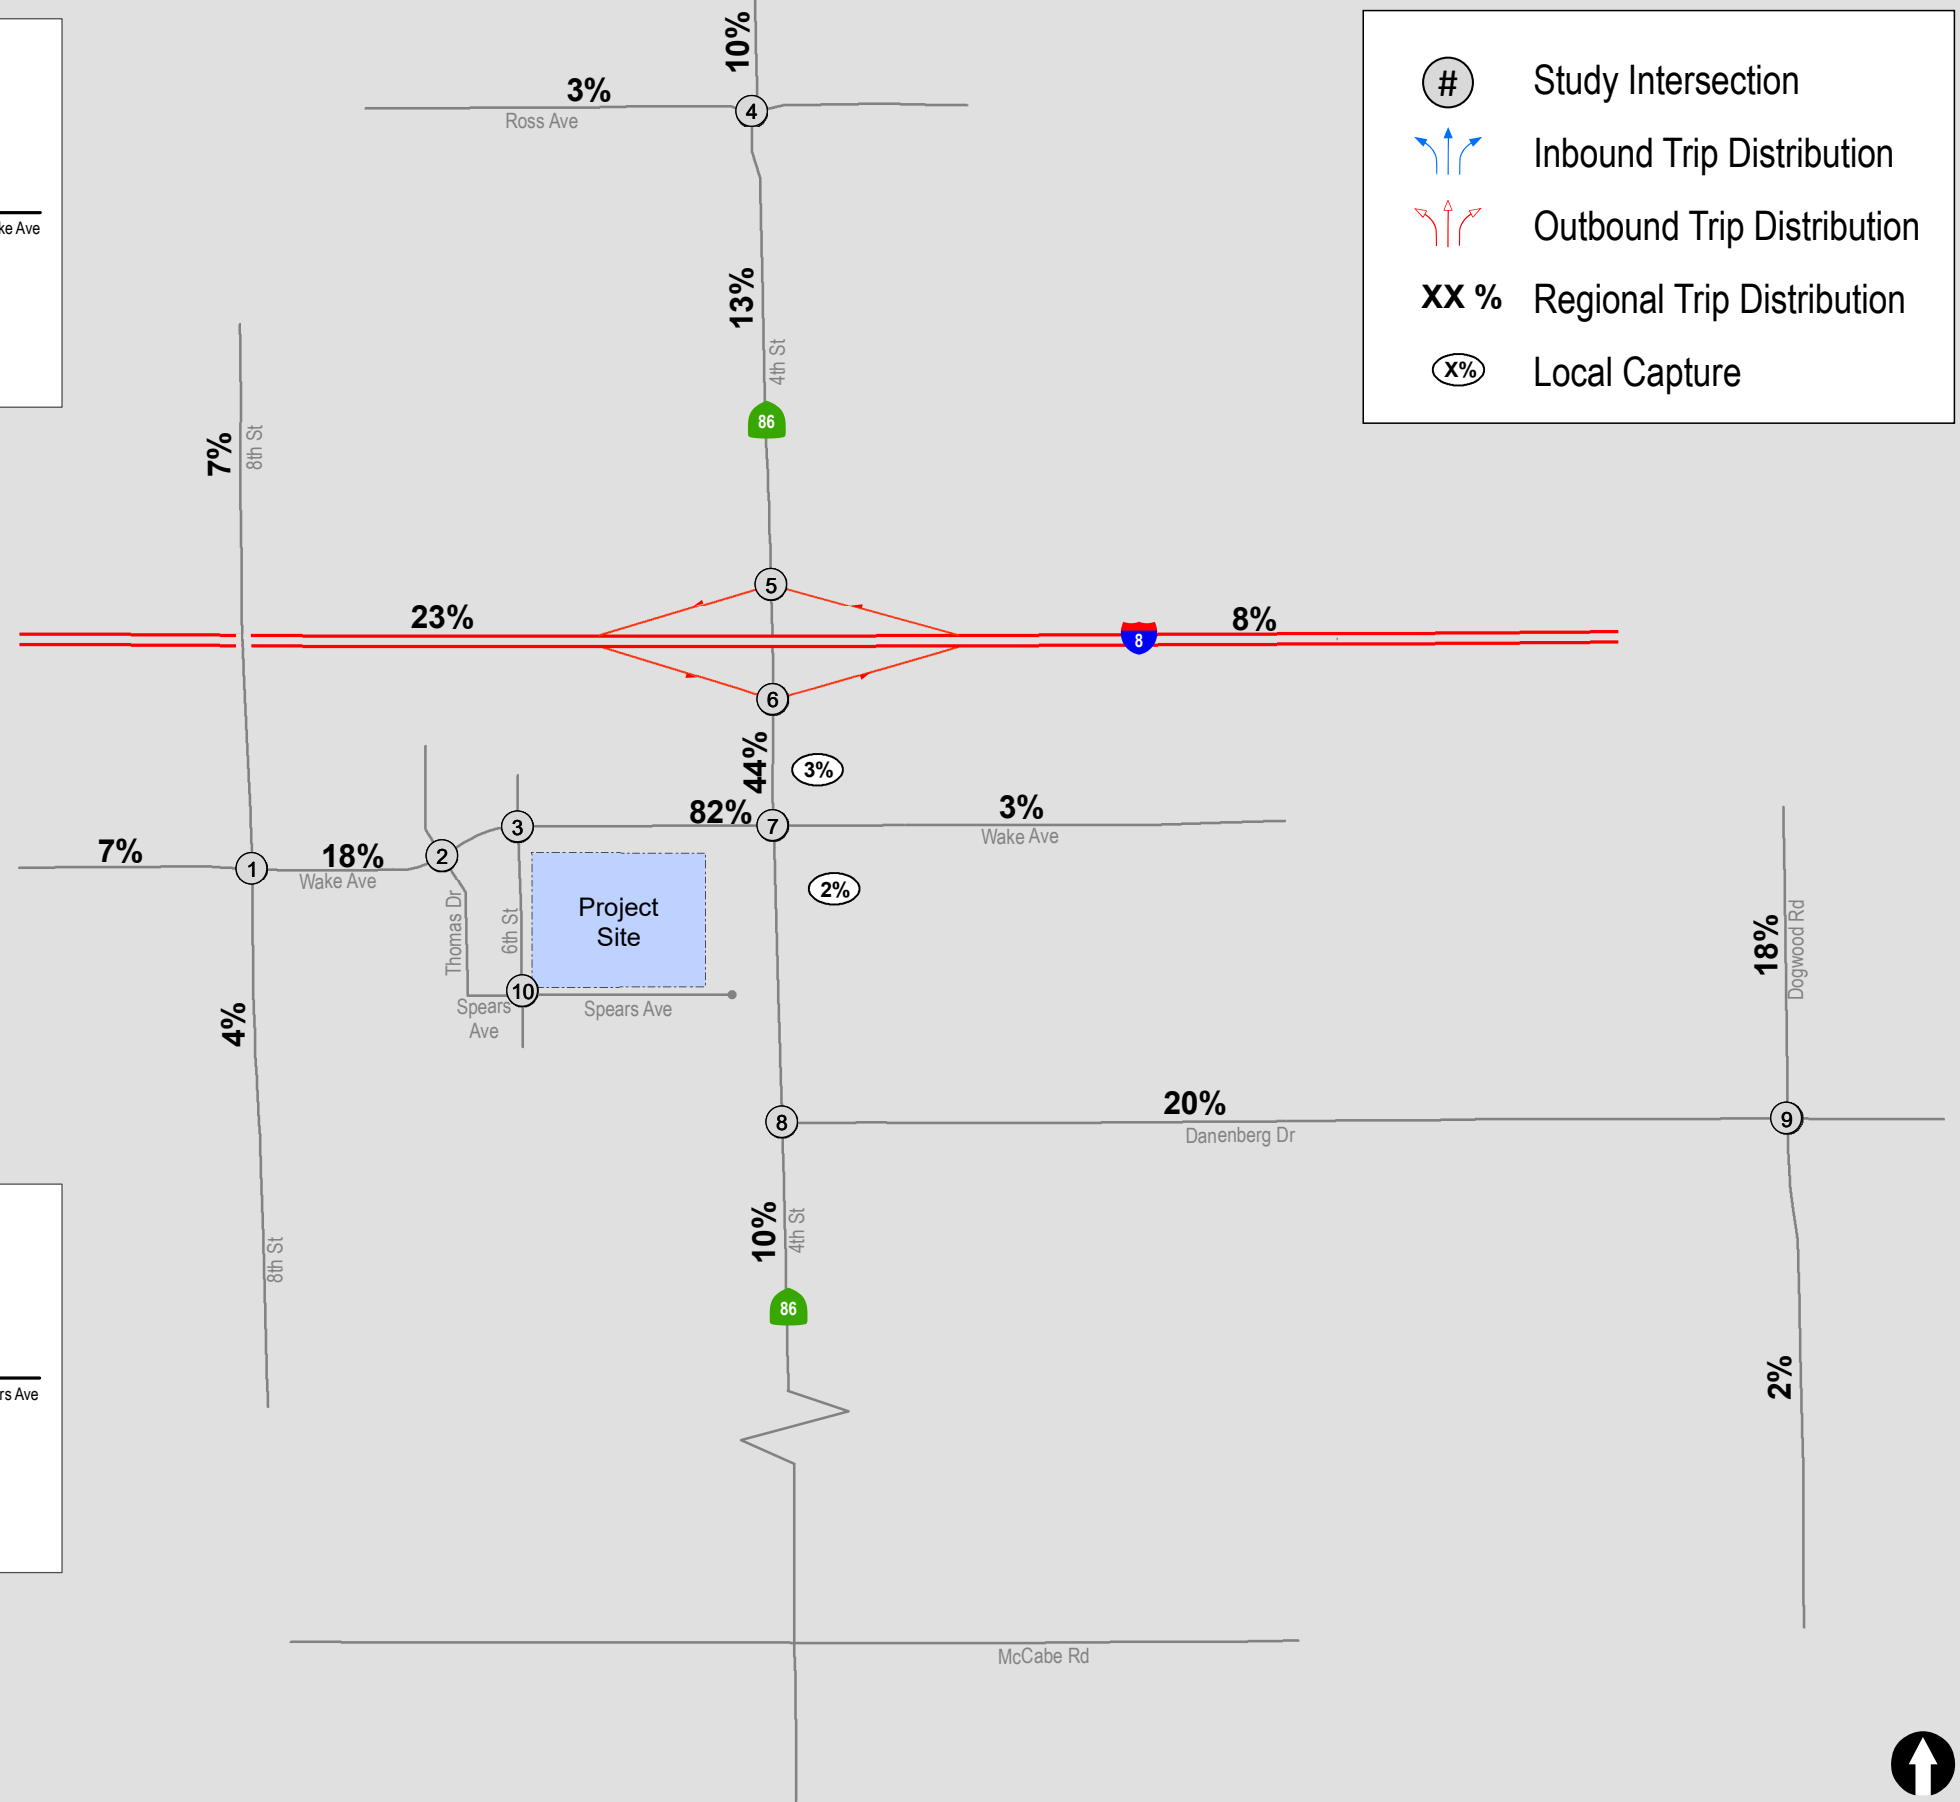 10%
3%
4
Ross Ave
#
Study Intersection
Inbound Trip Distribution
Outbound Trip Distribution
XX %
Regional Trip Distribution
X%
Local Capture
ke Ave
13%
4th St
86
7%
8th St
5
23%
8%
8
6
44%
3%
3
82%
7
3%
Wake Ave
7%
1
18%
Wake Ave
2
2%
Project
Site
Thomas Dr
6th St
18%
Dogwood Rd
10
Spears
Ave
Spears Ave
4%
20%
8
9
Danenberg Dr
10%
4th St
8th St
86
2%
rs Ave
McCabe Rd